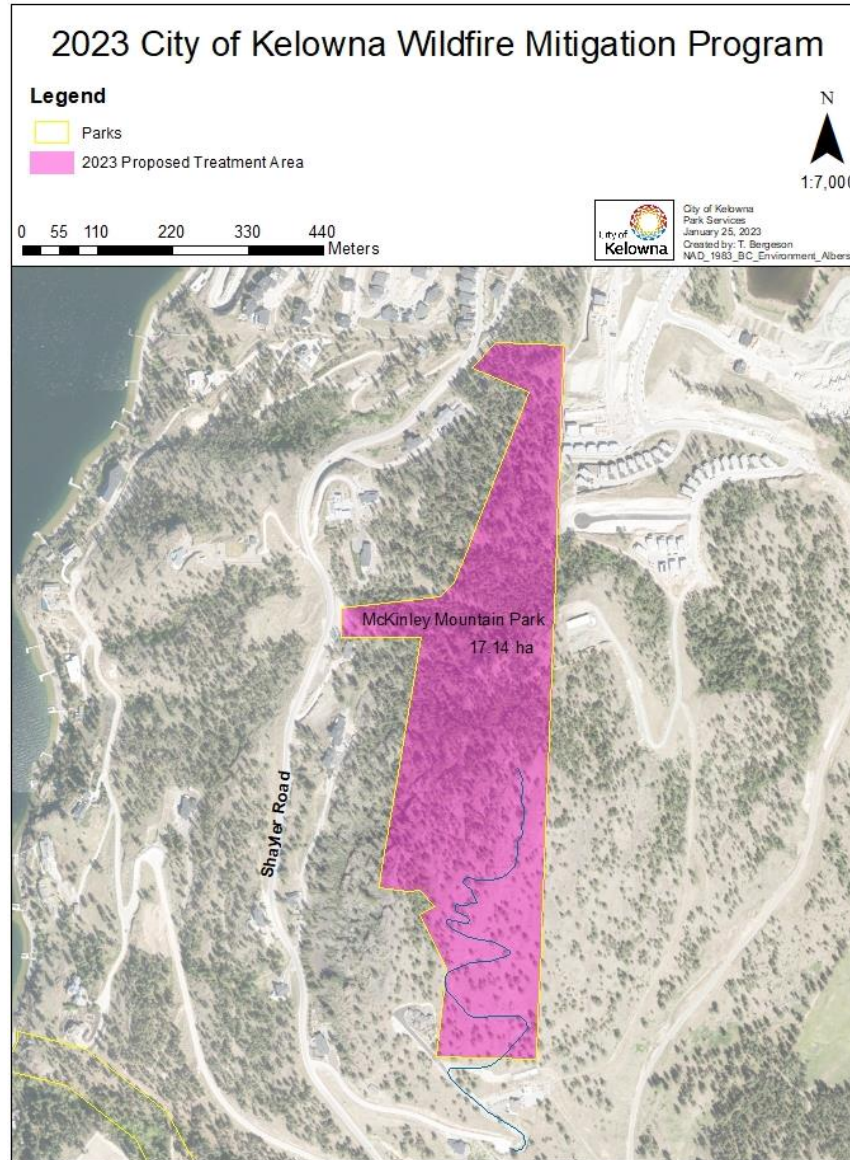 2023 City of Kelowna Wildfire Mitigation Program
Legend
Parks
2023 Proposed Treatment Area
N
1:7,000
0 55 110 220 330 440
Meters
City of
Kelowna
City of Kelowna
Park Services
January 25, 2023
Created by: T. Bergeson
NAD_1983_BC_Environment_Albers
McKinley Mountain Park
17.14 ha
Shayler Road